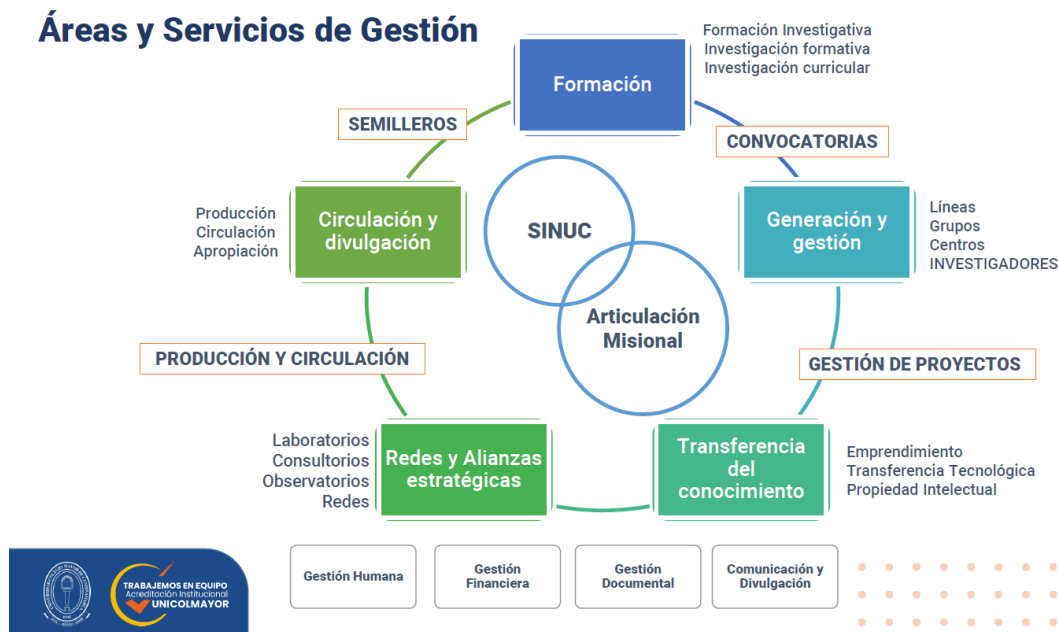 Áreas y Servicios de Gestión
Formación
Formación Investigativa
Investigación formativa
Investigación curricular
SEMILLEROS
CONVOCATORIAS
Producción
Circulación
Apropiación
Circulación y
divulgación
SINUC
Generación y
gestión
Líneas
Grupos
Centros
INVESTIGADORES
Articulación
Misional
PRODUCCIÓN Y CIRCULACIÓN
GESTIÓN DE PROYECTOS
Laboratorios
Consultorios
Observatorios
Redes
Redes y Alianzas
estratégicas
Transferencia
del
conocimiento
Emprendimiento
Transferencia Tecnológica
Propiedad Intelectual
TRABAJEMOS EN EQUIPO
Acreditación Institucional
UNICOLMAYOR
Gestión Humana
Gestión
Financiera
Gestión
Documental
Comunicación y
Divulgación